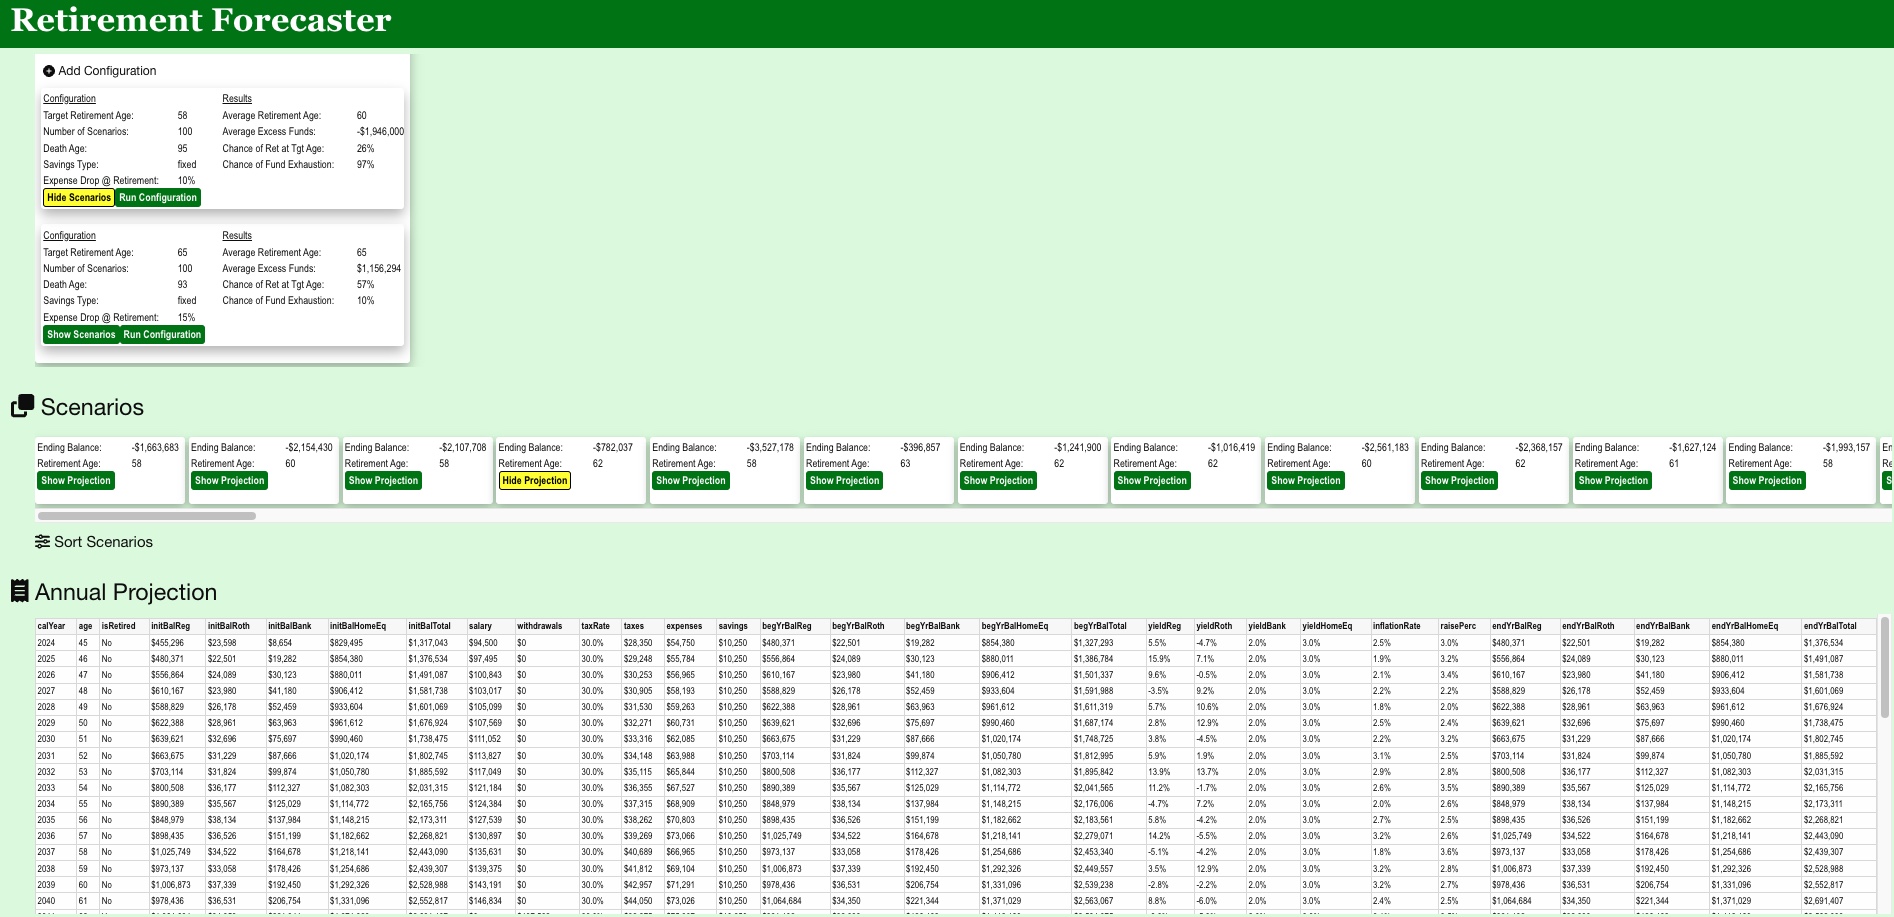 Retirement Forecaster
Add Configuration
Configuration Results
Target Retirement Age: 58 Average Retirement Age: 60
Number of Scenarios: 100 Average Excess Funds: -$1,946,000
Death Age: 95 Chance of Ret at Tgt Age: 26%
Savings Type: fixed Chance of Fund Exhaustion: 97%
Expense Drop @ Retirement: 10%
Hide Scenarios Run Configuration
Configuration Results
Target Retirement Age: 65 Average Retirement Age: 65
Number of Scenarios: 100 Average Excess Funds: $1,156,294
Death Age: 93 Chance of Ret at Tgt Age: 57%
Savings Type: fixed Chance of Fund Exhaustion: 10%
Expense Drop @ Retirement: 15%
Show Scenarios Run Configuration
Scenarios
Ending Balance: -$1,663,683 Ending Balance: -$2,154,430 Ending Balance: -$2,107,708 Ending Balance: -$782,037 Ending Balance: -$3,527,178 Ending Balance: -$396,857 Ending Balance: -$1,241,900 Ending Balance: -$1,016,419 Ending Balance: -$2,561,183 Ending Balance: -$2,368,157 Ending Balance: -$1,627,124 Ending Balance: -$1,993,157
Retirement Age: 58 Retirement Age: 60 Retirement Age: 58 Retirement Age: 62 Retirement Age: 58 Retirement Age: 63 Retirement Age: 62 Retirement Age: 62 Retirement Age: 60 Retirement Age: 62 Retirement Age: 61 Retirement Age: 58
Show Projection Show Projection Show Projection Hide Projection Show Projection Show Projection Show Projection Show Projection Show Projection Show Projection Show Projection Show Projection
Sort Scenarios
Annual Projection
calYear age isRetired initBalReg initBalRoth initBalBank initBalHomeEq initBalTotal salary withdrawals taxRate taxes expenses savings begYrBalReg begYrBalRoth begYrBalBank begYrBalHomeEq begYrBalTotal yieldReg yieldRoth yieldBank yieldHomeEq inflationRate raisePerc endYrBalReg endYrBalRoth endYrBalBank endYrBalHomeEq endYrBalTotal
2024 45 No $455,296 $23,598 $8,654 $829,495 $1,317,043 $94,500 $0 30.0% $28,350 $54,750 $10,250 $480,371 $22,501 $19,282 $854,380 $1,327,293 5.5% -4.7% 2.0% 3.0% 2.5% 3.0% $480,371 $22,501 $19,282 $854,380 $1,376,534
2025 46 No $480,371 $22,501 $19,282 $854,380 $1,376,534 $97,495 $0 30.0% $29,248 $55,784 $10,250 $556,864 $24,089 $30,123 $880,011 $1,386,784 15.9% 7.1% 2.0% 3.0% 1.9% 3.2% $556,864 $24,089 $30,123 $880,011 $1,491,087
2026 47 No $556,864 $24,089 $30,123 $880,011 $1,491,087 $100,843 $0 30.0% $30,253 $56,965 $10,250 $610,167 $23,980 $41,180 $906,412 $1,501,337 9.6% -0.5% 2.0% 3.0% 2.1% 3.4% $610,167 $23,980 $41,180 $906,412 $1,581,738
2027 48 No $610,167 $23,980 $41,180 $906,412 $1,581,738 $103,017 $0 30.0% $30,905 $58,193 $10,250 $588,829 $26,178 $52,459 $933,604 $1,591,988 -3.5% 9.2% 2.0% 3.0% 2.2% 2.2% $588,829 $26,178 $52,459 $933,604 $1,601,069
2028 49 No $588,829 $26,178 $52,459 $933,604 $1,601,069 $105,099 $0 30.0% $31,530 $59,263 $10,250 $622,388 $28,961 $63,963 $961,612 $1,611,319 5.7% 10.6% 2.0% 3.0% 1.8% 2.0% $622,388 $28,961 $63,963 $961,612 $1,676,924
2029 50 No $622,388 $28,961 $63,963 $961,612 $1,676,924 $107,569 $0 30.0% $32,271 $60,731 $10,250 $639,621 $32,696 $75,697 $990,460 $1,687,174 2.8% 12.9% 2.0% 3.0% 2.5% 2.4% $639,621 $32,696 $75,697 $990,460 $1,738,475
2030 51 No $639,621 $32,696 $75,697 $990,460 $1,738,475 $111,052 $0 30.0% $33,316 $62,085 $10,250 $663,675 $31,229 $87,666 $1,020,174 $1,748,725 3.8% -4.5% 2.0% 3.0% 2.2% 3.2% $663,675 $31,229 $87,666 $1,020,174 $1,802,745
2031 52 No $663,675 $31,229 $87,666 $1,020,174 $1,802,745 $113,827 $0 30.0% $34,148 $63,988 $10,250 $703,114 $31,824 $99,874 $1,050,780 $1,812,995 5.9% 1.9% 2.0% 3.0% 3.1% 2.5% $703,114 $31,824 $99,874 $1,050,780 $1,885,592
2032 53 No $703,114 $31,824 $99,874 $1,050,780 $1,885,592 $117,049 $0 30.0% $35,115 $65,844 $10,250 $800,508 $36,177 $112,327 $1,082,303 $1,895,842 13.9% 13.7% 2.0% 3.0% 2.9% 2.8% $800,508 $36,177 $112,327 $1,082,303 $2,031,315
2033 54 No $800,508 $36,177 $112,327 $1,082,303 $2,031,315 $121,184 $0 30.0% $36,355 $67,527 $10,250 $890,389 $35,567 $125,029 $1,114,772 $2,041,565 11.2% -1.7% 2.0% 3.0% 2.6% 3.5% $890,389 $35,567 $125,029 $1,114,772 $2,165,756
2034 55 No $890,389 $35,567 $125,029 $1,114,772 $2,165,756 $124,384 $0 30.0% $37,315 $68,909 $10,250 $848,979 $38,134 $137,984 $1,148,215 $2,176,006 -4.7% 7.2% 2.0% 3.0% 2.0% 2.6% $848,979 $38,134 $137,984 $1,148,215 $2,173,311
2035 56 No $848,979 $38,134 $137,984 $1,148,215 $2,173,311 $127,539 $0 30.0% $38,262 $70,803 $10,250 $898,435 $36,526 $151,199 $1,182,662 $2,183,561 5.8% -4.2% 2.0% 3.0% 2.7% 2.5% $898,435 $36,526 $151,199 $1,182,662 $2,268,821
2036 57 No $898,435 $36,526 $151,199 $1,182,662 $2,268,821 $130,897 $0 30.0% $39,269 $73,066 $10,250 $1,025,749 $34,522 $164,678 $1,218,141 $2,279,071 14.2% -5.5% 2.0% 3.0% 3.2% 2.6% $1,025,749 $34,522 $164,678 $1,218,141 $2,443,090
2037 58 No $1,025,749 $34,522 $164,678 $1,218,141 $2,443,090 $135,631 $0 30.0% $40,689 $66,965 $10,250 $973,137 $33,058 $178,426 $1,254,686 $2,453,340 -5.1% -4.2% 2.0% 3.0% 1.8% 3.6% $973,137 $33,058 $178,426 $1,254,686 $2,439,307
2038 59 No $973,137 $33,058 $178,426 $1,254,686 $2,439,307 $139,375 $0 30.0% $41,812 $69,104 $10,250 $1,006,873 $37,339 $192,450 $1,292,326 $2,449,557 3.5% 12.9% 2.0% 3.0% 3.2% 2.8% $1,006,873 $37,339 $192,450 $1,292,326 $2,528,988
2039 60 No $1,006,873 $37,339 $192,450 $1,292,326 $2,528,988 $143,191 $0 30.0% $42,957 $71,291 $10,250 $978,436 $36,531 $206,754 $1,331,096 $2,539,238 -2.8% -2.2% 2.0% 3.0% 3.2% 2.7% $978,436 $36,531 $206,754 $1,331,096 $2,552,817
2040 61 No $978,436 $36,531 $206,754 $1,331,096 $2,552,817 $146,834 $0 30.0% $44,050 $73,026 $10,250 $1,064,684 $34,350 $221,344 $1,371,029 $2,563,067 8.8% -6.0% 2.0% 3.0% 2.4% 2.5% $1,064,684 $34,350 $221,344 $1,371,029 $2,691,407